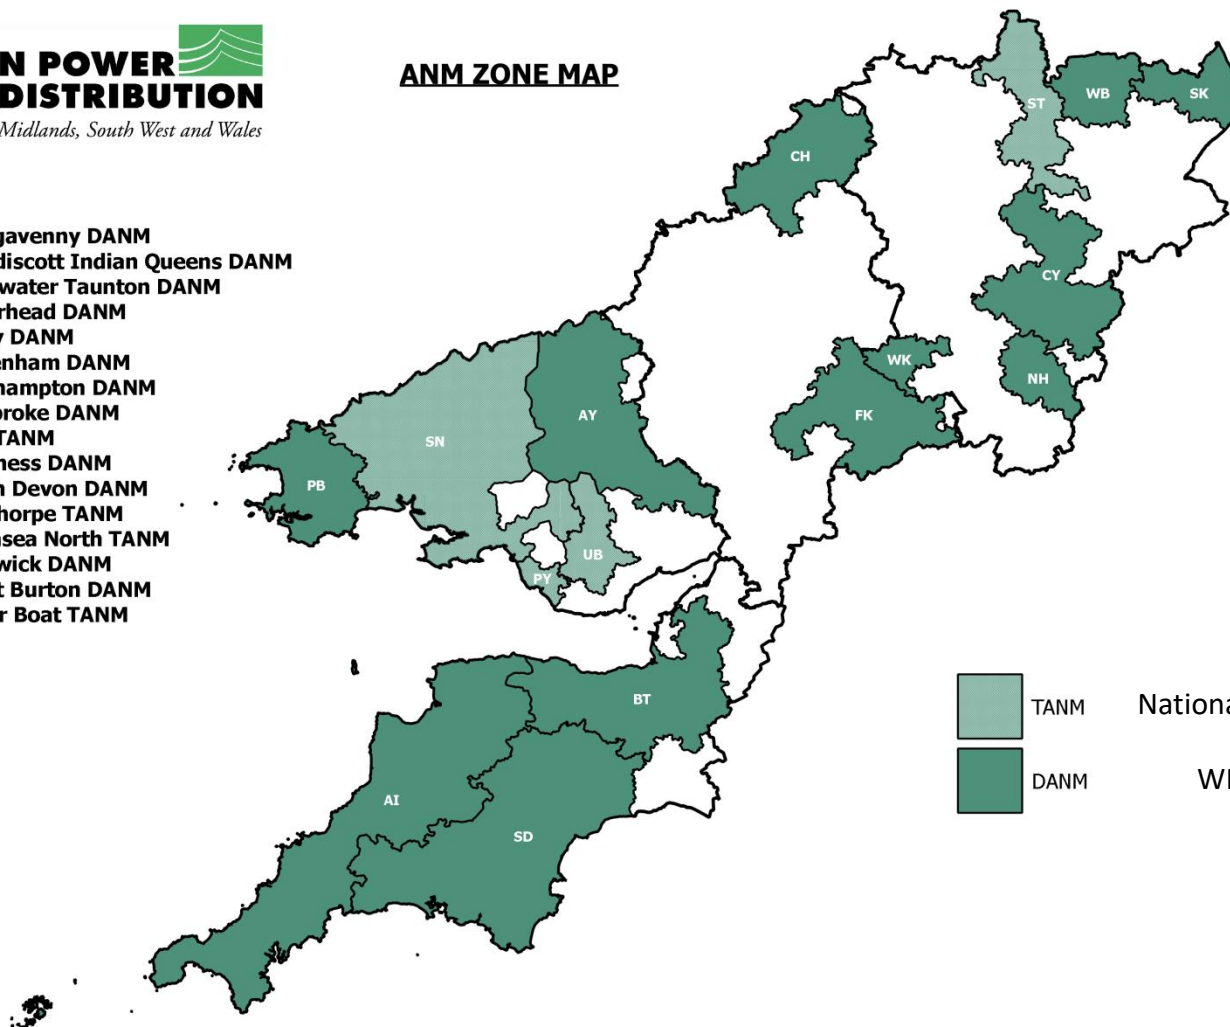 N POWER
DISTRIBUTION
Midlands, South West and Wales
ANM ZONE MAP
gavenny DANM
discott Indian Queens DANM
water Taunton DANM
rhead DANM
y DANM
enham DANM
hampton DANM
broke DANM
TANM
ness DANM
n Devon DANM
horpe TANM
sea North TANM
wick DANM
t Burton DANM
r Boat TANM
ST
WB
SK
CH
CY
WK
NH
AY
FK
SN
PB
UB
PY
BT
AI
SD
TANM
Nationa
DANM